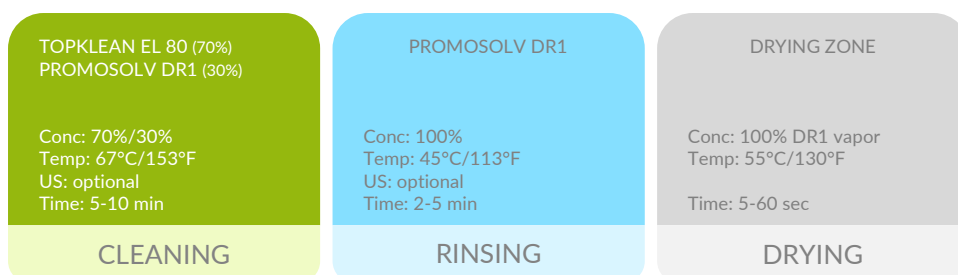 TOPKLEAN EL 80 (70%)
PROMOSOLV DR1 (30%)
Conc: 70%/30%
Temp: 67°C/153°F
US: optional
Time: 5-10 min
CLEANING
PROMOSOLV DR1
Conc: 100%
Temp: 45°C/113°F
US: optional
Time: 2-5 min
RINSING
DRYING ZONE
Conc: 100% DR1 vapor
Temp: 55°C/130°F
Time: 5-60 sec
DRYING